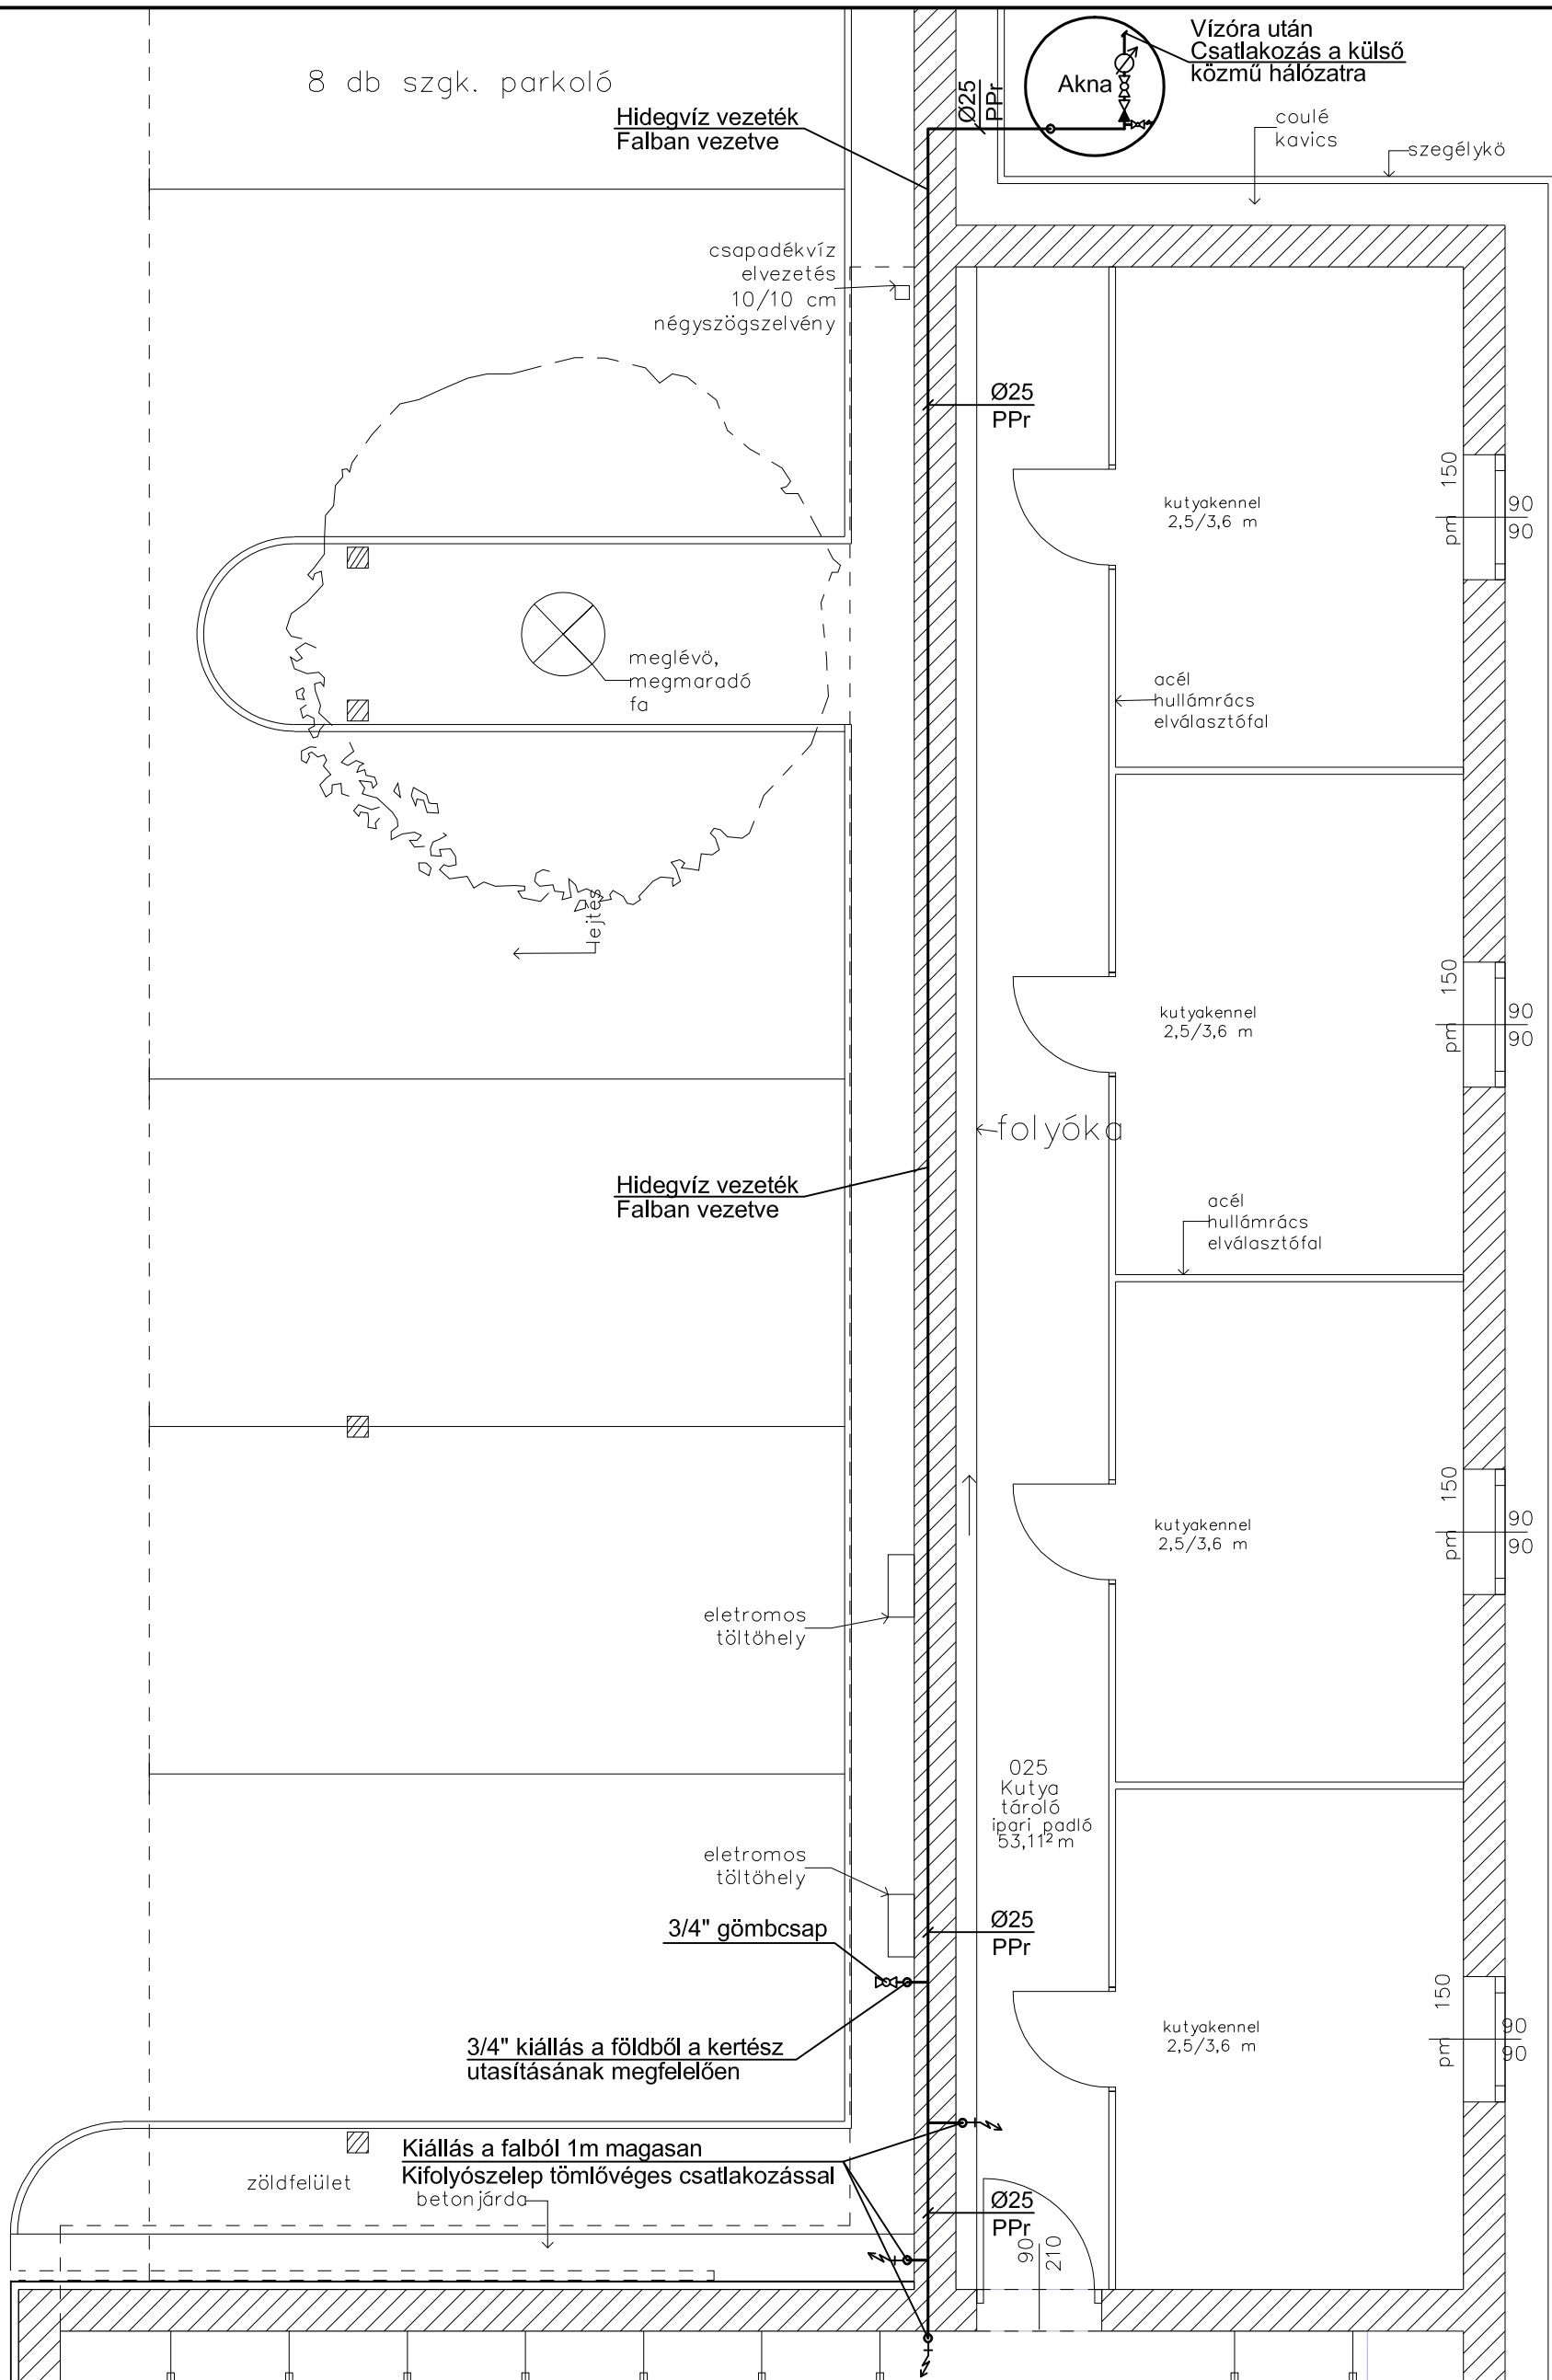 Vízóra után
Csatlakozás a külső
közmű hálózatra
Akna
8 db szgk. parkoló
Ø25
PPr
Hidegvíz vezeték
Falban vezetve
coulé
kavics
szegélykö
csapadékvíz
elvezetés
10/10 cm
négyszögszelvény
Ø25
PPr
kutyakennel
2,5/3,6 m
pm 150
90
90
meglévö,
megmaradó
fa
acél
hullámrács
elválasztófal
lejtés
kutyakennel
2,5/3,6 m
pm 150
90
90
folyóka
Hidegvíz vezeték
Falban vezetve
acél
hullámrács
elválasztófal
kutyakennel
2,5/3,6 m
pm 150
90
90
eletromos
töltöhely
025
Kutya
tároló
ipari padló
53,11² m
eletromos
töltöhely
3/4" gömbcsap
Ø25
PPr
kutyakennel
2,5/3,6 m
pm 150
90
90
3/4" kiállás a földből a kertész
utasításának megfelelően
Kiállás a falból 1m magasan
Kifolyószelep tömlővéges csatlakozással
zöldfelület
betonjárda
Ø25
PPr
90
210